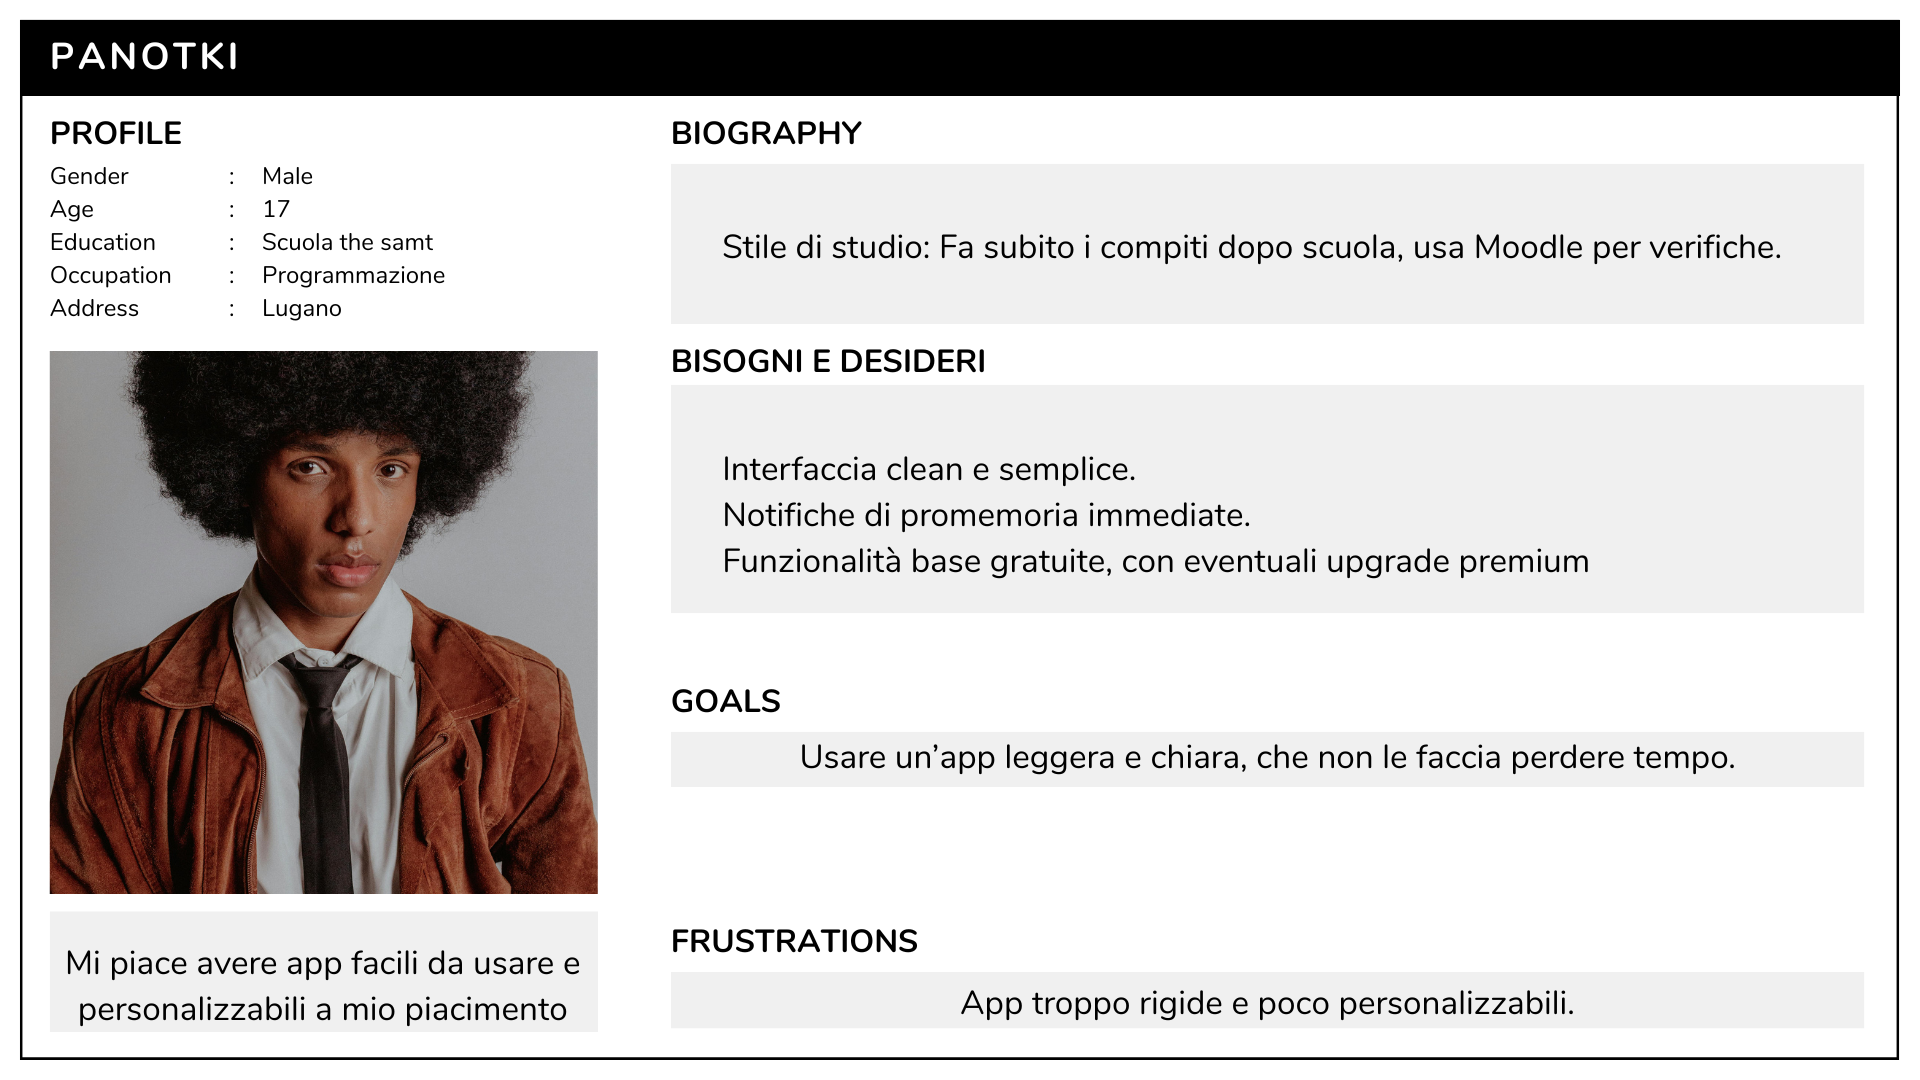 PANOTKI
PROFILE
Gender : Male
Age : 17
Education : Scuola the samt
Occupation : Programmazione
Address : Lugano
Mi piace avere app facili da usare e
personalizzabili a mio piacimento
BIOGRAPHY
Stile di studio: Fa subito i compiti dopo scuola, usa Moodle per verifiche.
BISOGNI E DESIDERI
Interfaccia clean e semplice.
Notifiche di promemoria immediate.
Funzionalità base gratuite, con eventuali upgrade premium
GOALS
Usare un’app leggera e chiara, che non le faccia perdere tempo.
FRUSTRATIONS
App troppo rigide e poco personalizzabili.